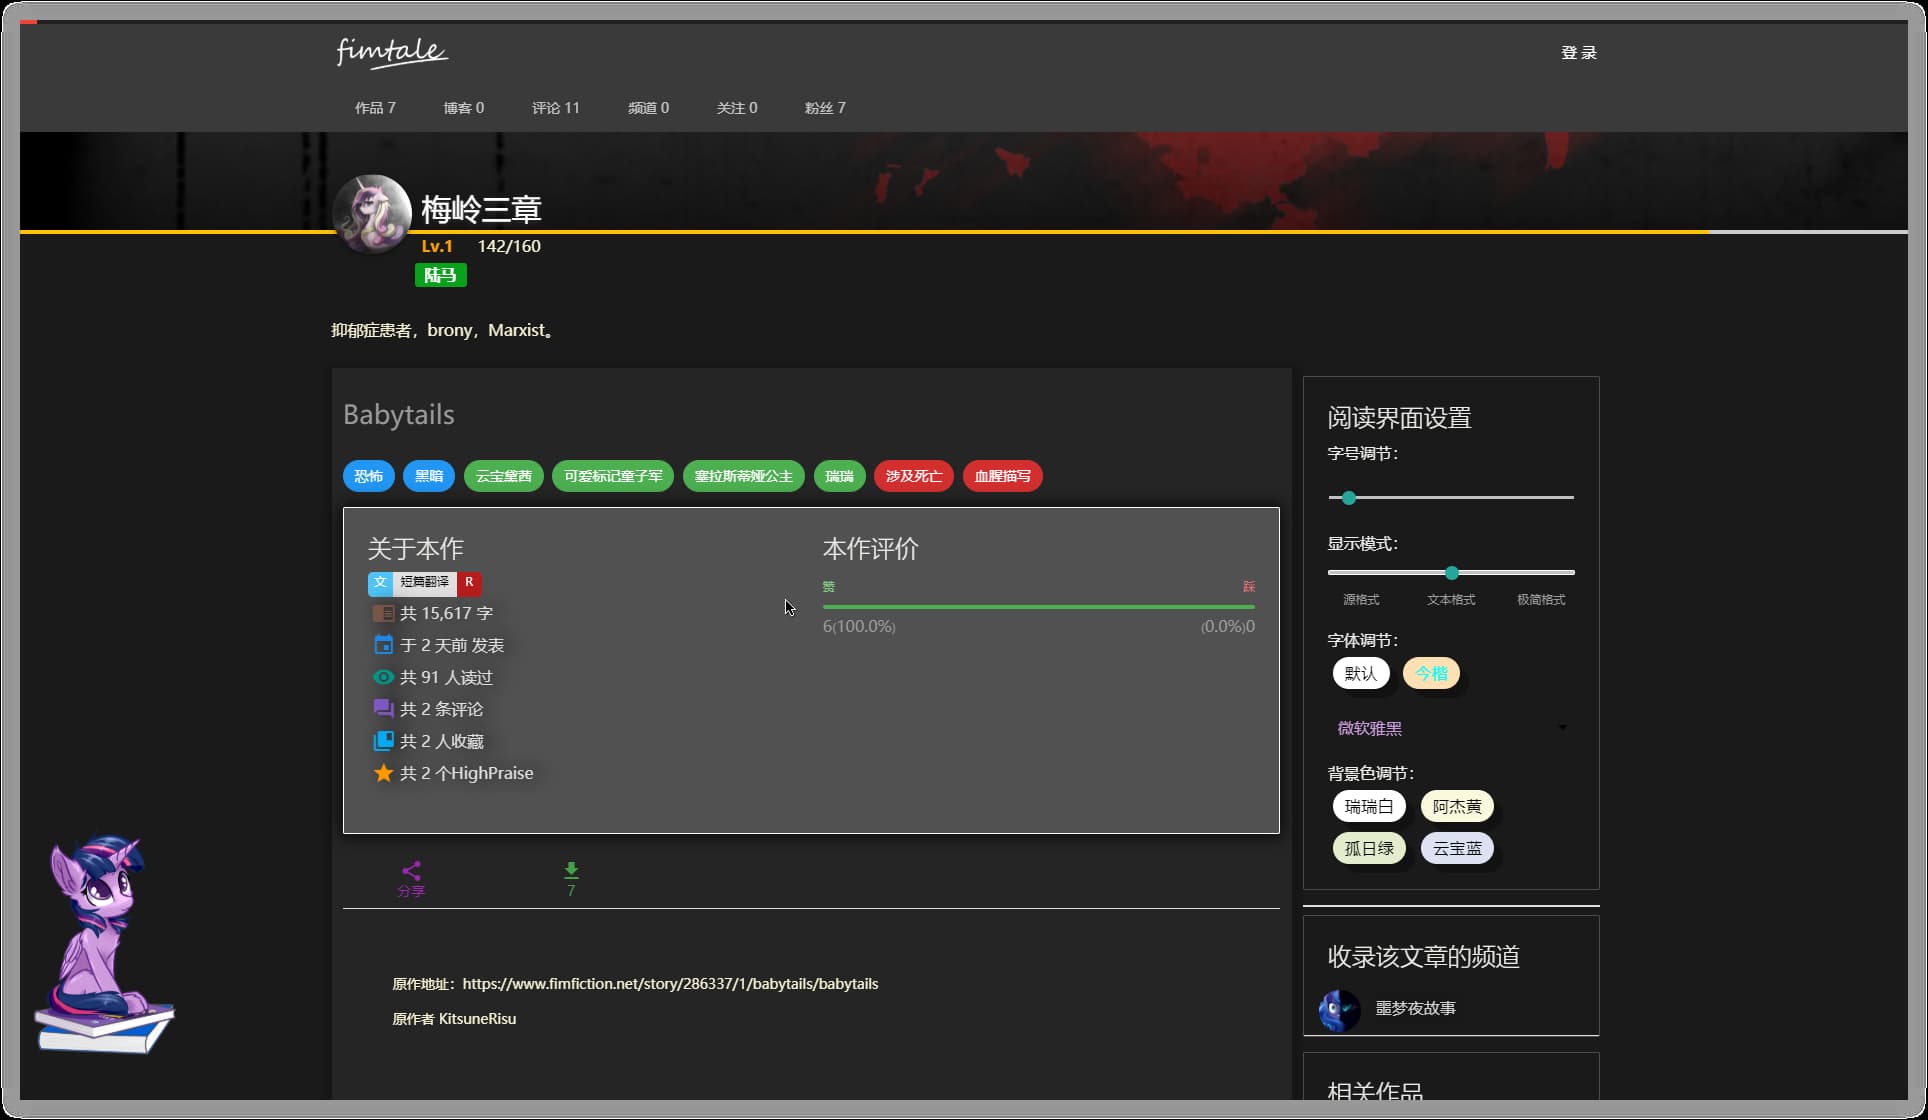 fimtale
登 录
作品 7 博客 0 评论 11 频道 0 关注 0 粉丝 7
梅岭三章
Lv.1 142/160
陆马
抑郁症患者，brony，Marxist。
Babytails
恐怖 黑暗 云宝黛茜 可爱标记童子军 塞拉斯蒂娅公主 瑞瑞 涉及死亡 血腥描写
关于本作
文 短篇翻译 R
共 15,617 字
于 2 天前 发表
共 91 人读过
共 2 条评论
共 2 人收藏
共 2 个HighPraise
本作评价
赞 踩
6(100.0%) (0.0%)0
分享 7
原作地址：https://www.fimfiction.net/story/286337/1/babytails/babytails
原作者 KitsuneRisu
阅读界面设置
字号调节：
显示模式：
源格式 文本格式 极简格式
字体调节：
默认 今楷
微软雅黑
背景色调节：
瑞瑞白 阿杰黄
孤日绿 云宝蓝
收录该文章的频道
噩梦夜故事
相关作品